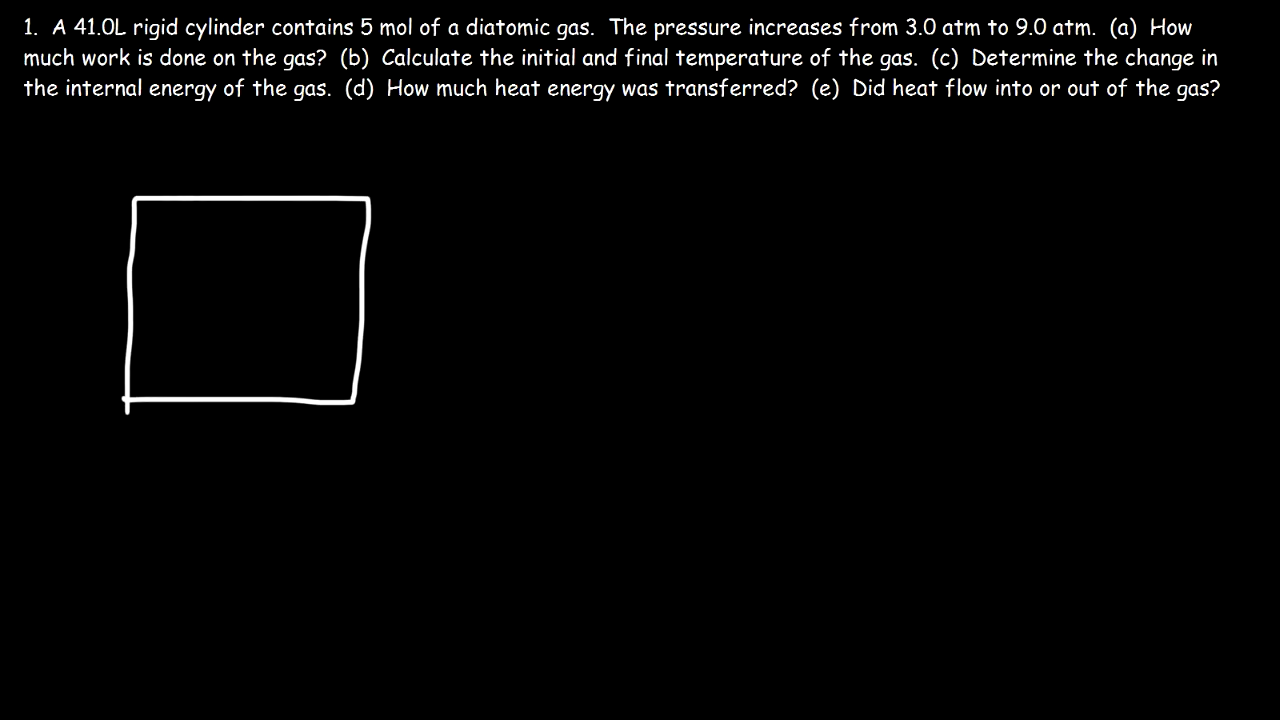 1. A 41.0L rigid cylinder contains 5 mol of a diatomic gas. The pressure increases from 3.0 atm to 9.0 atm. (a) How
much work is done on the gas? (b) Calculate the initial and final temperature of the gas. (c) Determine the change in
the internal energy of the gas. (d) How much heat energy was transferred? (e) Did heat flow into or out of the gas?